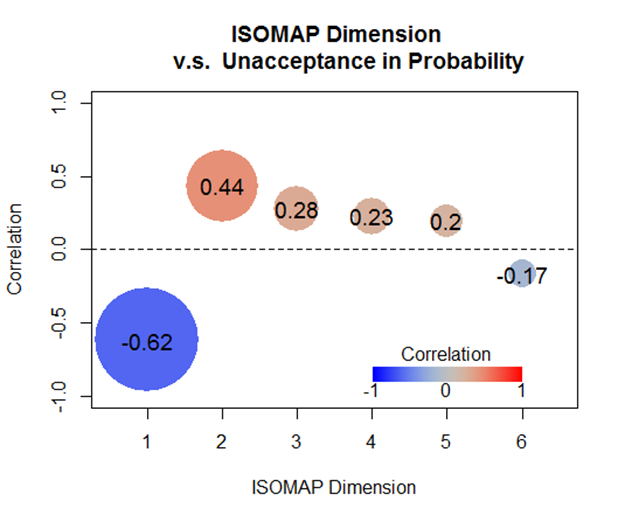 ISOMAP Dimension
v.s. Unacceptance in Probability
Correlation
1.0
0.5
0.0
-0.5
-1.0
0.44
0.28
0.23
0.2
-0.17
-0.62
Correlation
-1 0 1
1 2 3 4 5 6
ISOMAP Dimension